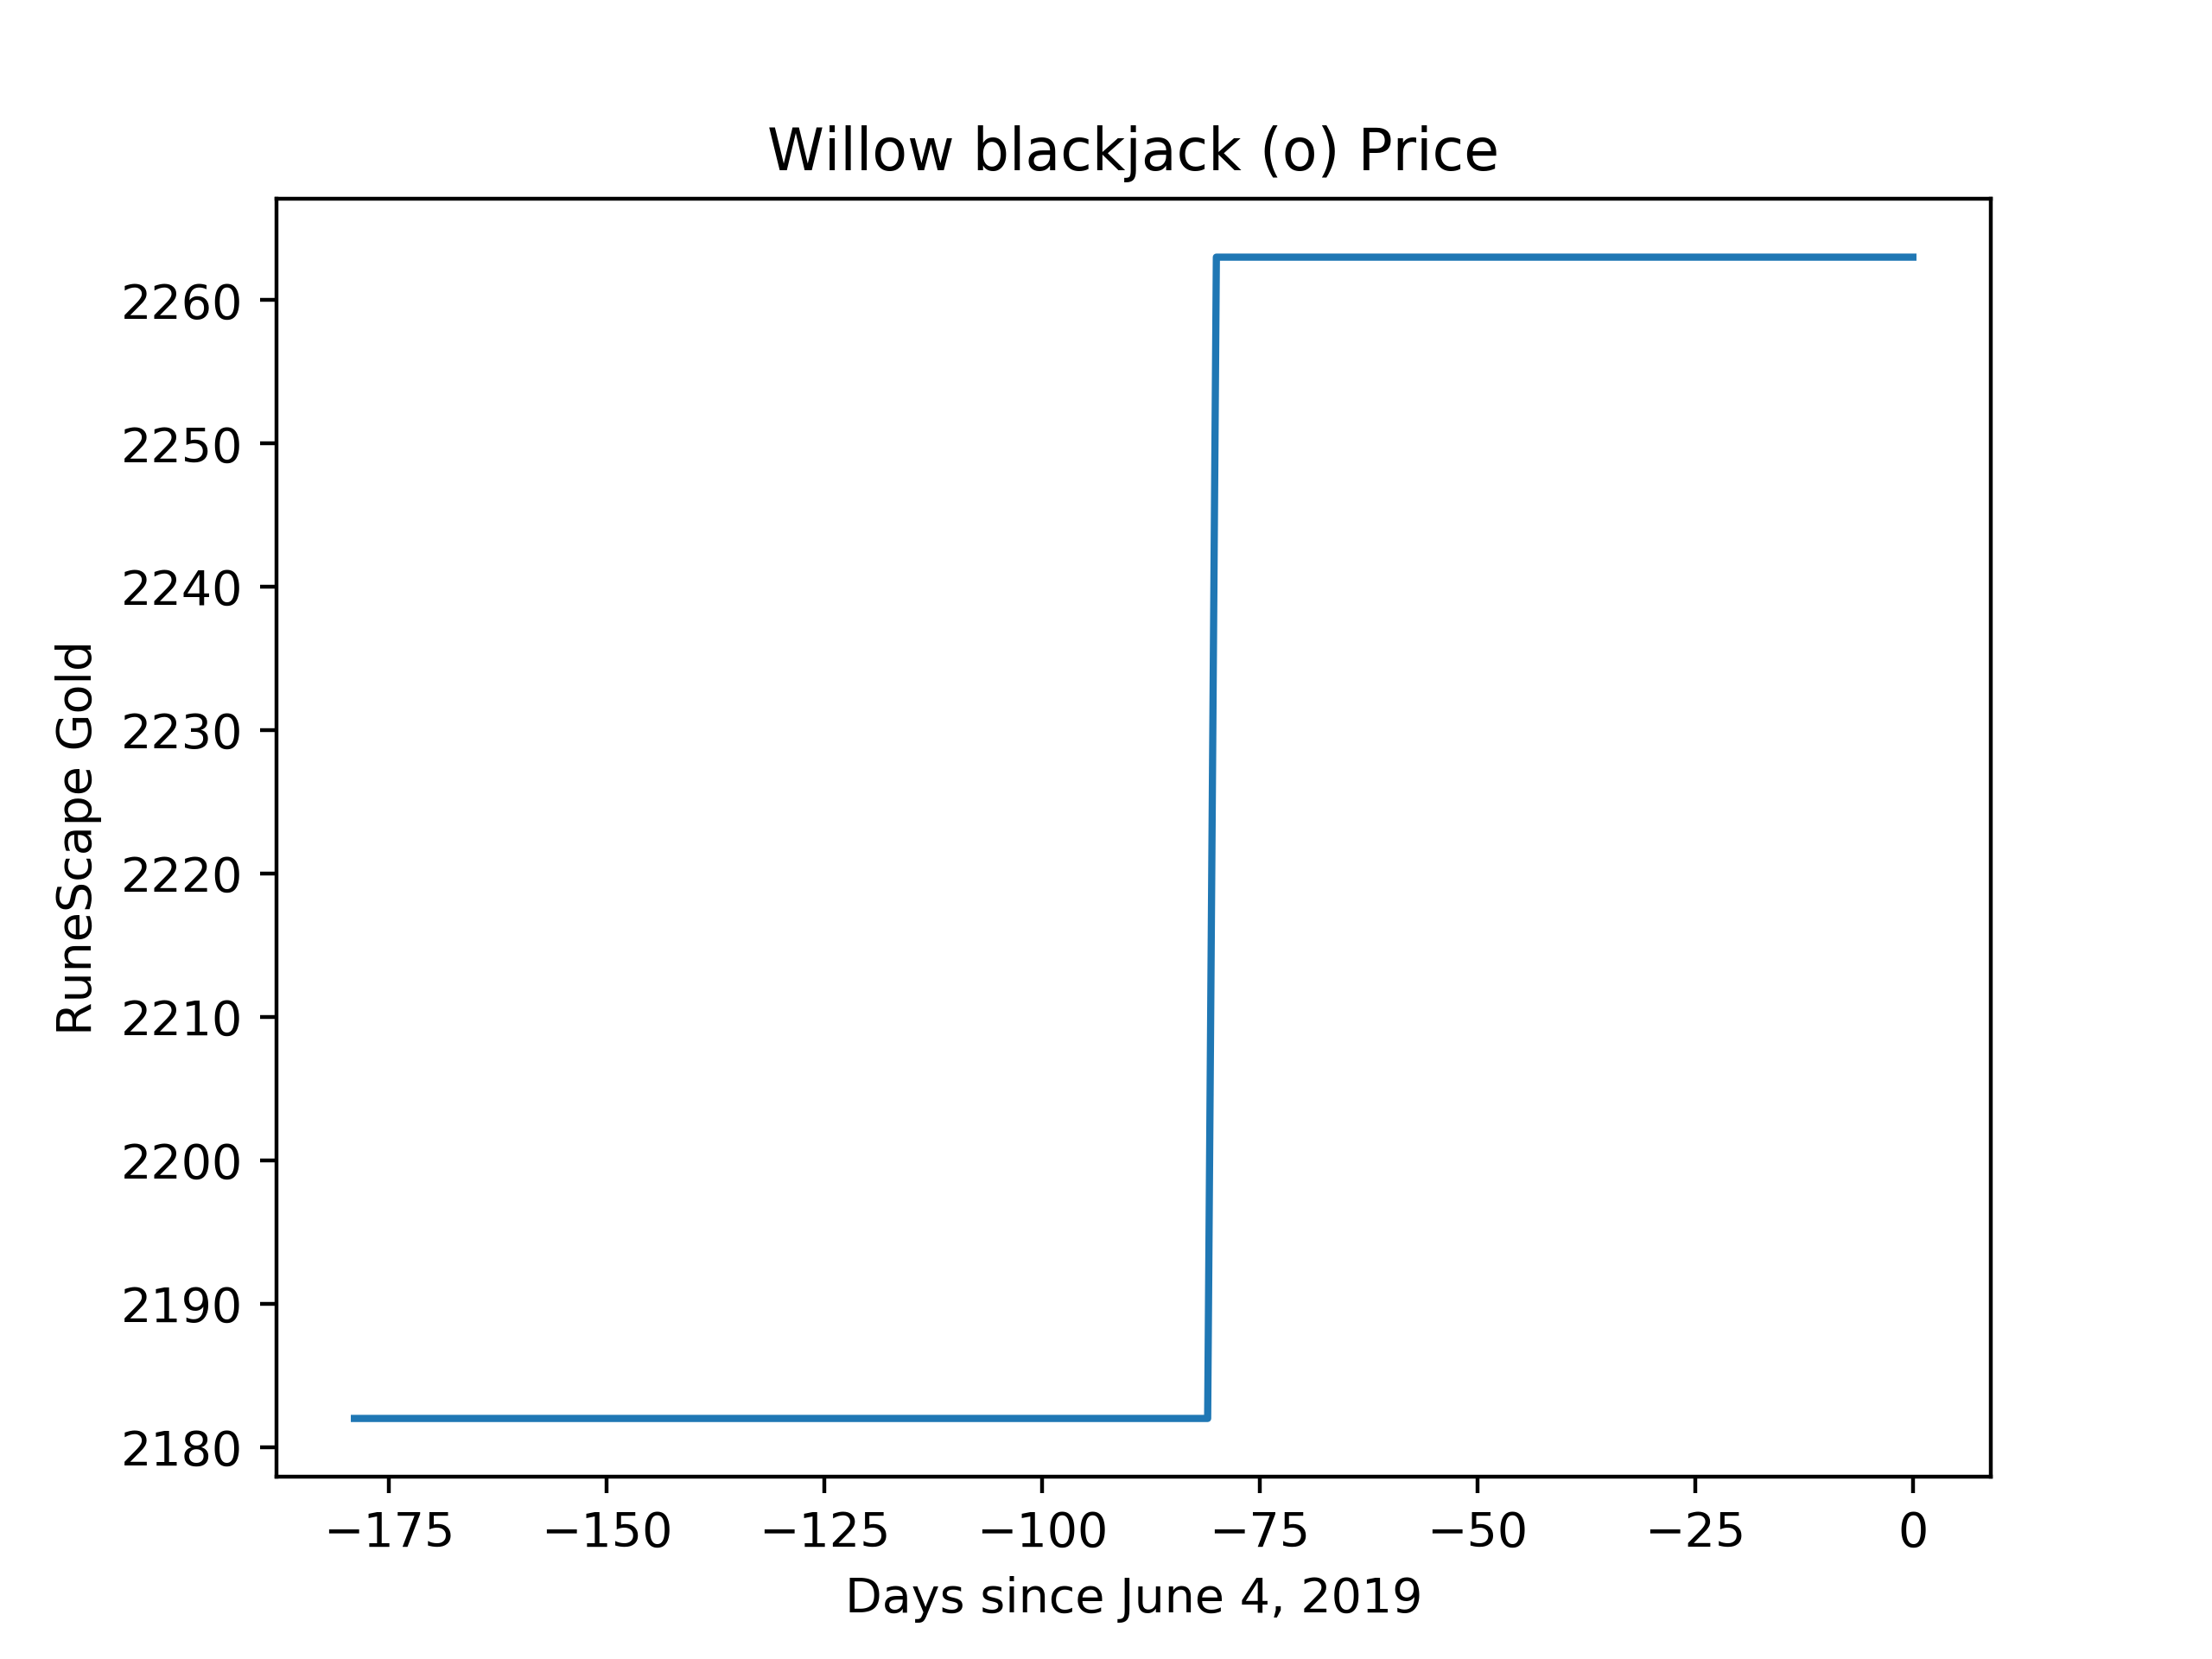 Willow blackjack (o) Price
RuneScape Gold
2260
2250
2240
2230
2220
2210
2200
2190
2180
−175 −150 −125 −100 −75 −50 −25 0
Days since June 4, 2019